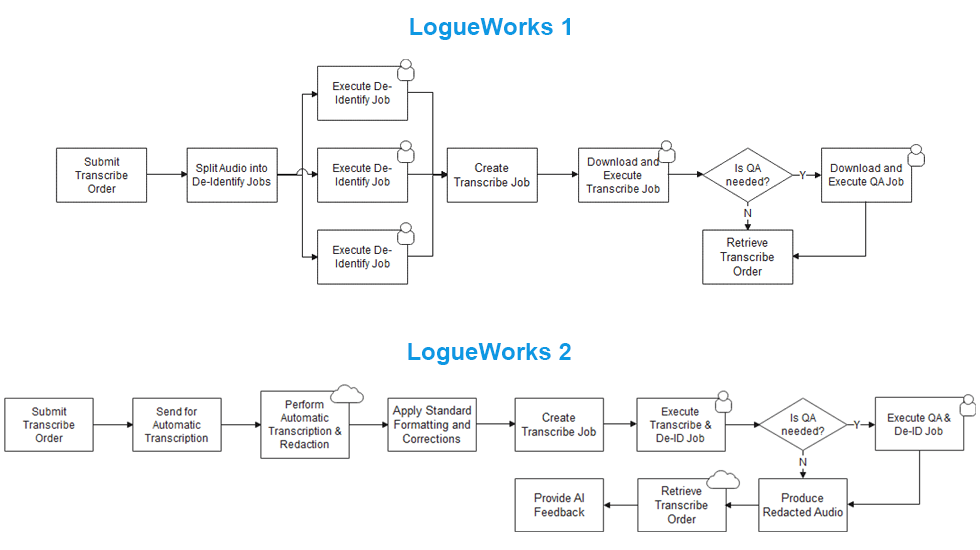 LogueWorks 1
Execute De-
Identify Job
Submit
Transcribe
Order
Split Audio into
De-Identify Jobs
Execute De-
Identify Job
Create
Transcribe Job
Download and
Execute
Transcribe Job
Is QA
needed?
Y
Download and
Execute QA Job
N
Execute De-
Identify Job
Retrieve
Transcribe
Order
LogueWorks 2
Submit
Transcribe
Order
Send for
Automatic
Transcription
Perform
Automatic
Transcription &
Redaction
Apply Standard
Formatting and
Corrections
Create
Transcribe Job
Execute
Transcribe &
De-ID Job
Is QA
needed?
Y
Execute QA &
De-ID Job
N
Provide AI
Feedback
Retrieve
Transcribe
Order
Produce
Redacted Audio